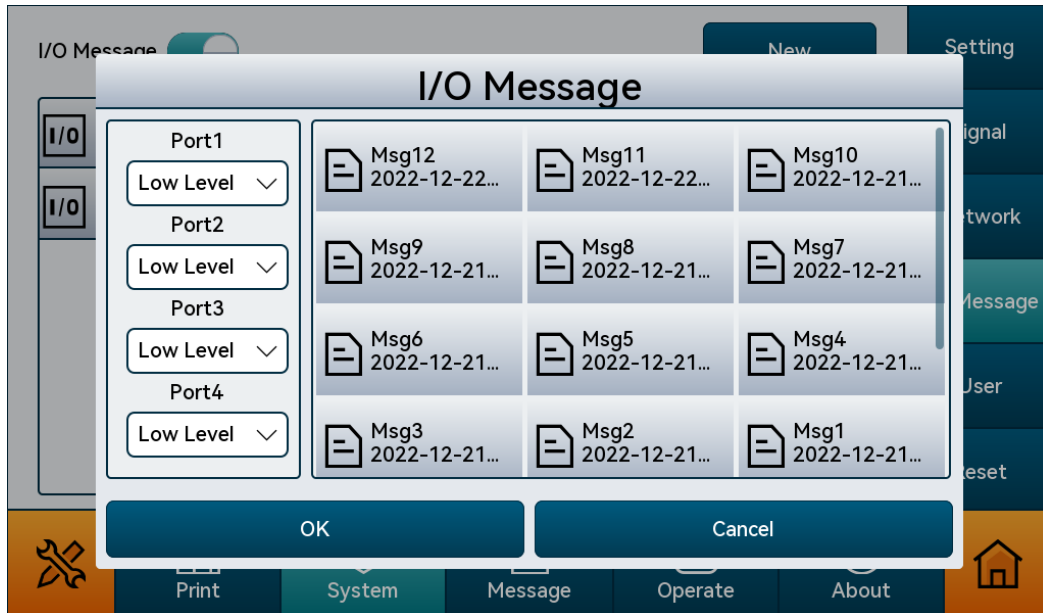 I/O Message
New
Setting
I/O Message
I/O
I/O
Port1
Low Level
Port2
Low Level
Port3
Low Level
Port4
Low Level
Msg12
2022-12-22...
Msg11
2022-12-22...
Msg10
2022-12-21...
Msg9
2022-12-21...
Msg8
2022-12-21...
Msg7
2022-12-21...
Msg6
2022-12-21...
Msg5
2022-12-21...
Msg4
2022-12-21...
Msg3
2022-12-21...
Msg2
2022-12-21...
Msg1
2022-12-21...
ignal
twork
Message
User
eset
OK
Cancel
Print
System
Message
Operate
About